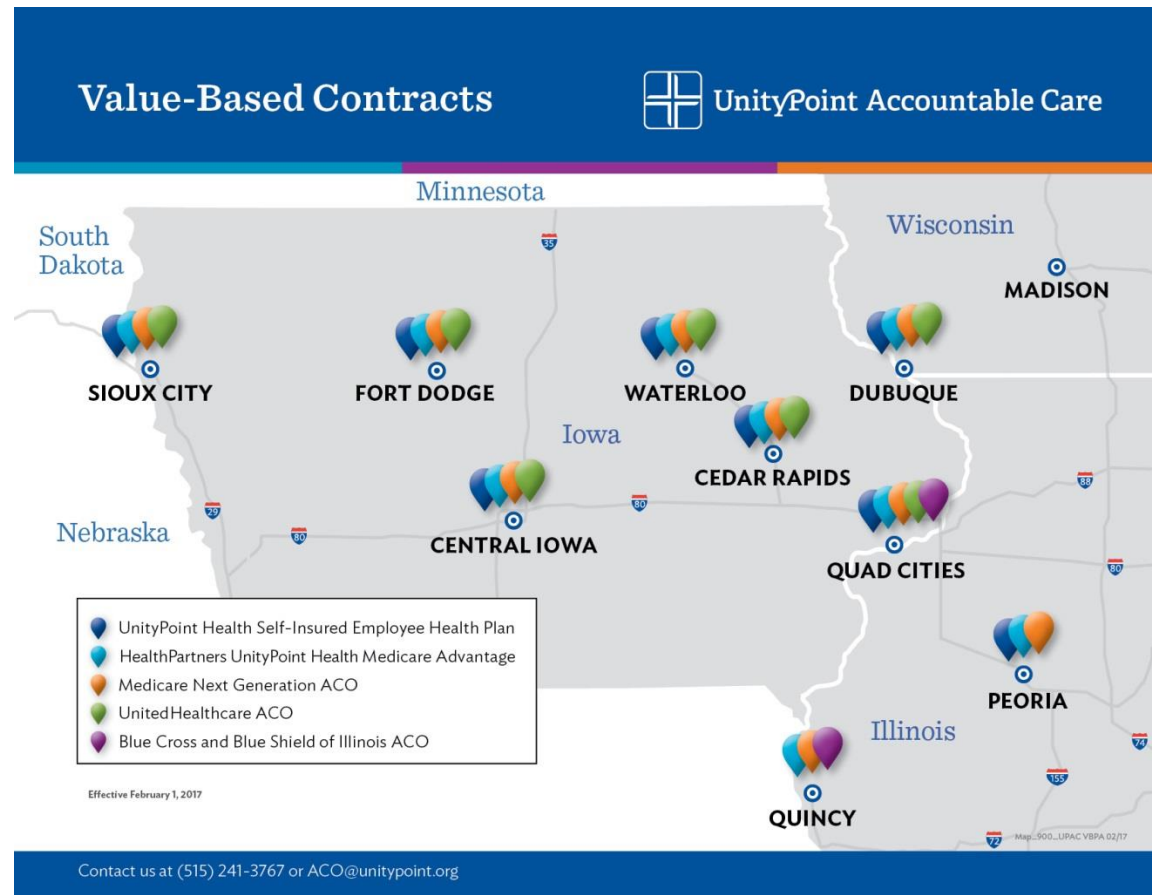 Value-Based Contracts
UnityPoint Accountable Care
Minnesota
South
Dakota
Wisconsin
35
MADISON
SIOUX CITY
FORT DODGE
WATERLOO
DUBUQUE
Iowa
CEDAR RAPIDS
88
29
80
80
Nebraska
CENTRAL IOWA
QUAD CITIES
80
UnityPoint Health Self-Insured Employee Health Plan
HealthPartners UnityPoint Health Medicare Advantage
Medicare Next Generation ACO
UnitedHealthcare ACO
Blue Cross and Blue Shield of Illinois ACO
PEORIA
Illinois
74
155
Effective February 1, 2017
QUINCY
72
Map_900_UPAC VBPA 02/17
Contact us at (515) 241-3767 or ACO@unitypoint.org